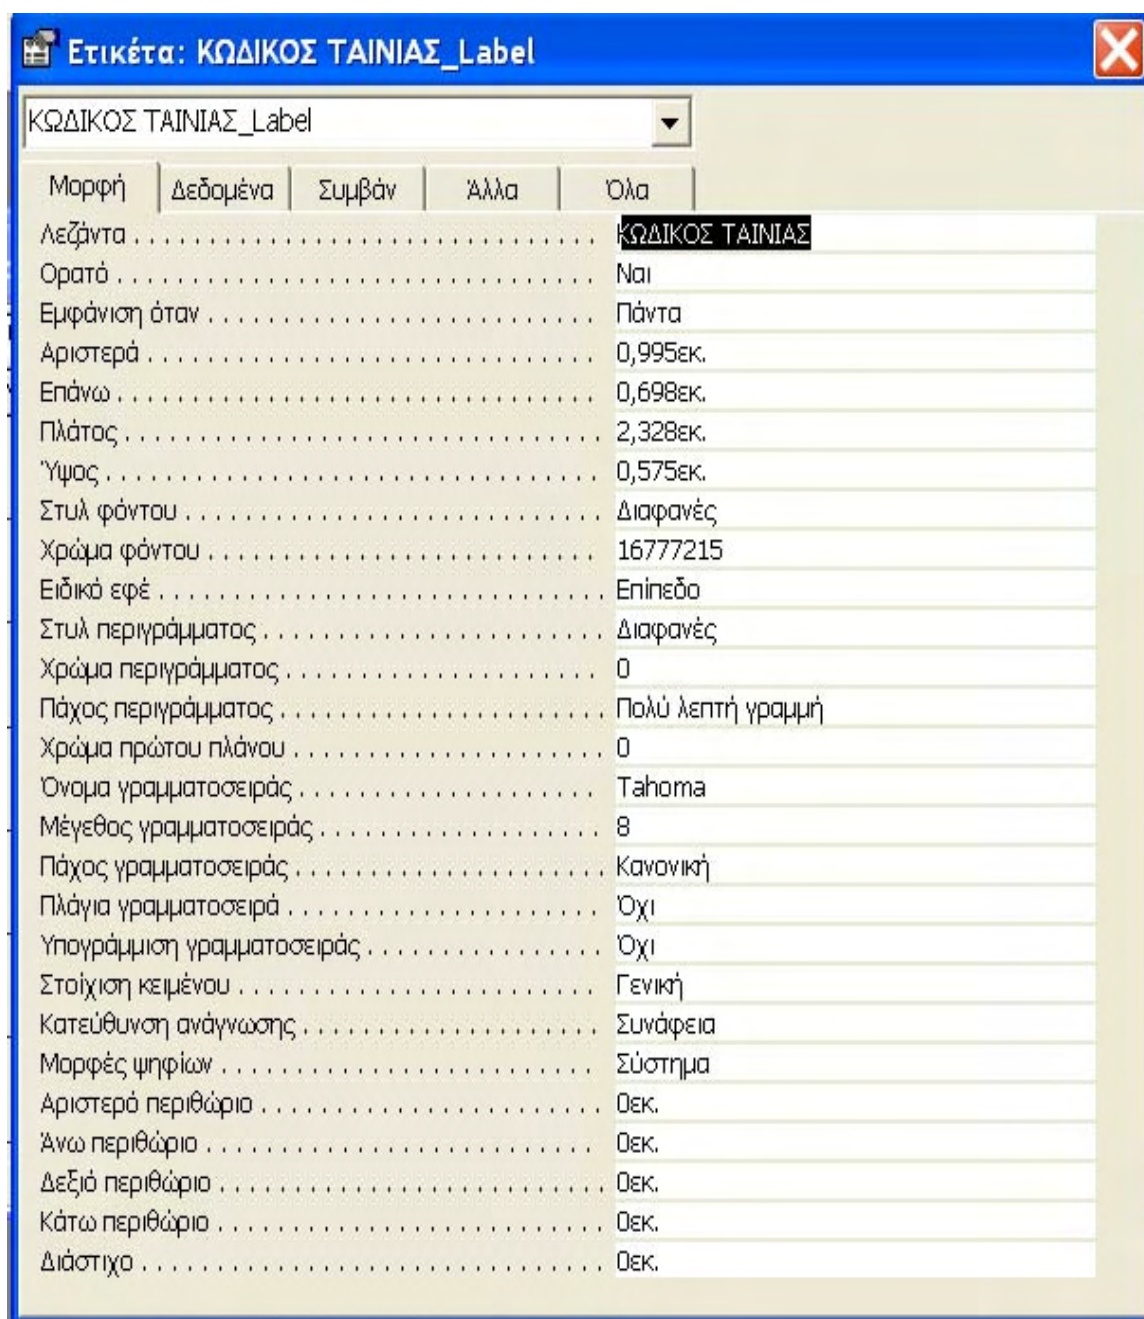 Ετικέτα: ΚΩΔΙΚΟΣ ΤΑΙΝΙΑΣ_Label
ΚΩΔΙΚΟΣ ΤΑΙΝΙΑΣ_Label
Μορφή Δεδομένα Συμβάν Άλλα Όλα
Λεζάντα . . . . . . . . . . . . . . . . . . . . . . . . . . . . . . . ΚΩΔΙΚΟΣ ΤΑΙΝΙΑΣ
Ορατό . . . . . . . . . . . . . . . . . . . . . . . . . . . . . . . . Ναι
Εμφάνιση όταν . . . . . . . . . . . . . . . . . . . . . . . . . . Πάντα
Αριστερά . . . . . . . . . . . . . . . . . . . . . . . . . . . . . . 0,995εκ.
Επάνω . . . . . . . . . . . . . . . . . . . . . . . . . . . . . . . . 0,698εκ.
Πλάτος . . . . . . . . . . . . . . . . . . . . . . . . . . . . . . . . 2,328εκ.
Ύψος . . . . . . . . . . . . . . . . . . . . . . . . . . . . . . . . . 0,575εκ.
Στυλ φόντου . . . . . . . . . . . . . . . . . . . . . . . . . . . . Διαφανές
Χρώμα φόντου . . . . . . . . . . . . . . . . . . . . . . . . . . 16777215
Ειδικό εφέ . . . . . . . . . . . . . . . . . . . . . . . . . . . . . . Επίπεδο
Στυλ περιγράμματος . . . . . . . . . . . . . . . . . . . . . . . Διαφανές
Χρώμα περιγράμματος . . . . . . . . . . . . . . . . . . . . . 0
Πάχος περιγράμματος . . . . . . . . . . . . . . . . . . . . . . Πολύ λεπτή γραμμή
Χρώμα πρώτου πλάνου . . . . . . . . . . . . . . . . . . . . . 0
Όνομα γραμματοσειράς . . . . . . . . . . . . . . . . . . . . Tahoma
Μέγεθος γραμματοσειράς . . . . . . . . . . . . . . . . . . . 8
Πάχος γραμματοσειράς . . . . . . . . . . . . . . . . . . . . . Κανονική
Πλάγια γραμματοσειρά . . . . . . . . . . . . . . . . . . . . . Όχι
Υπογράμμιση γραμματοσειράς . . . . . . . . . . . . . . . . Όχι
Στοίχιση κειμένου . . . . . . . . . . . . . . . . . . . . . . . . Γενική
Κατεύθυνση ανάγνωσης . . . . . . . . . . . . . . . . . . . . Συνάφεια
Μορφές ψηφίων . . . . . . . . . . . . . . . . . . . . . . . . . Σύστημα
Αριστερό περιθώριο . . . . . . . . . . . . . . . . . . . . . . . 0εκ.
Άνω περιθώριο . . . . . . . . . . . . . . . . . . . . . . . . . . 0εκ.
Δεξιό περιθώριο . . . . . . . . . . . . . . . . . . . . . . . . . . 0εκ.
Κάτω περιθώριο . . . . . . . . . . . . . . . . . . . . . . . . . . 0εκ.
Διάστιχο . . . . . . . . . . . . . . . . . . . . . . . . . . . . . . . 0εκ.